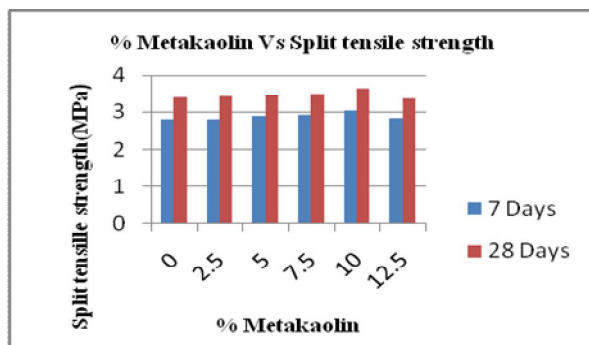 % Metakaolin Vs Split tensile strength
Split tensille strength(MPa)
4
3
2
1
0
0
2.5
5
7.5
10
12.5
% Metakaolin
7 Days
28 Days